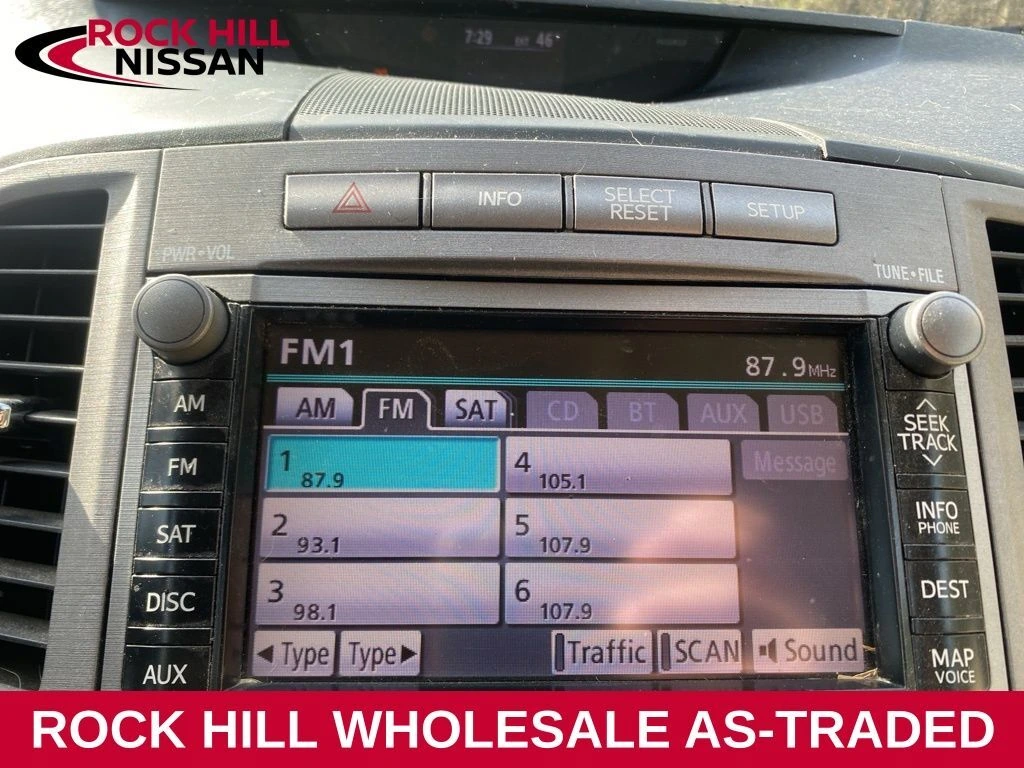 ROCK HILL
NISSAN
7:29 EXT 46°
INFO
SELECT
RESET
SETUP
PWR•VOL
TUNE•FILE
FM1
87.9MHz
AM FM SAT CD BT AUX USB
1
87.9
4
105.1
Message
2
93.1
5
107.9
3
98.1
6
107.9
◄Type
Type►
Traffic
SCAN
Sound
AM
FM
SAT
DISC
AUX
SEEK
TRACK
INFO
PHONE
DEST
MAP
VOICE
ROCK HILL WHOLESALE AS-TRADED